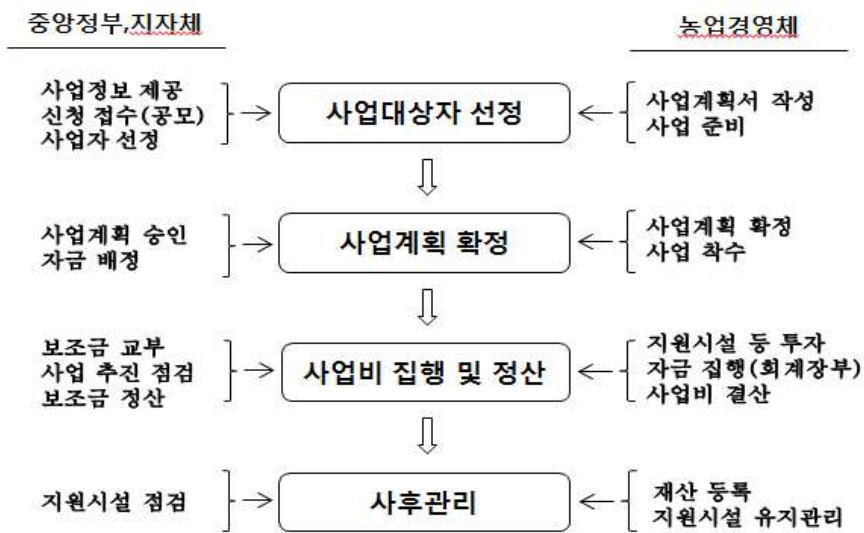 중앙정부,지자체
농업경영체
사업정보 제공
신청 접수(공모)
사업자 선정
사업대상자 선정
사업계획서 작성
사업 준비
사업계획 승인
자금 배정
사업계획 확정
사업계획 확정
사업 착수
보조금 교부
사업 추진 점검
보조금 정산
사업비 집행 및 정산
지원시설 등 투자
자금 집행(회계장부)
사업비 결산
지원시설 점검
사후관리
재산 등록
지원시설 유지관리